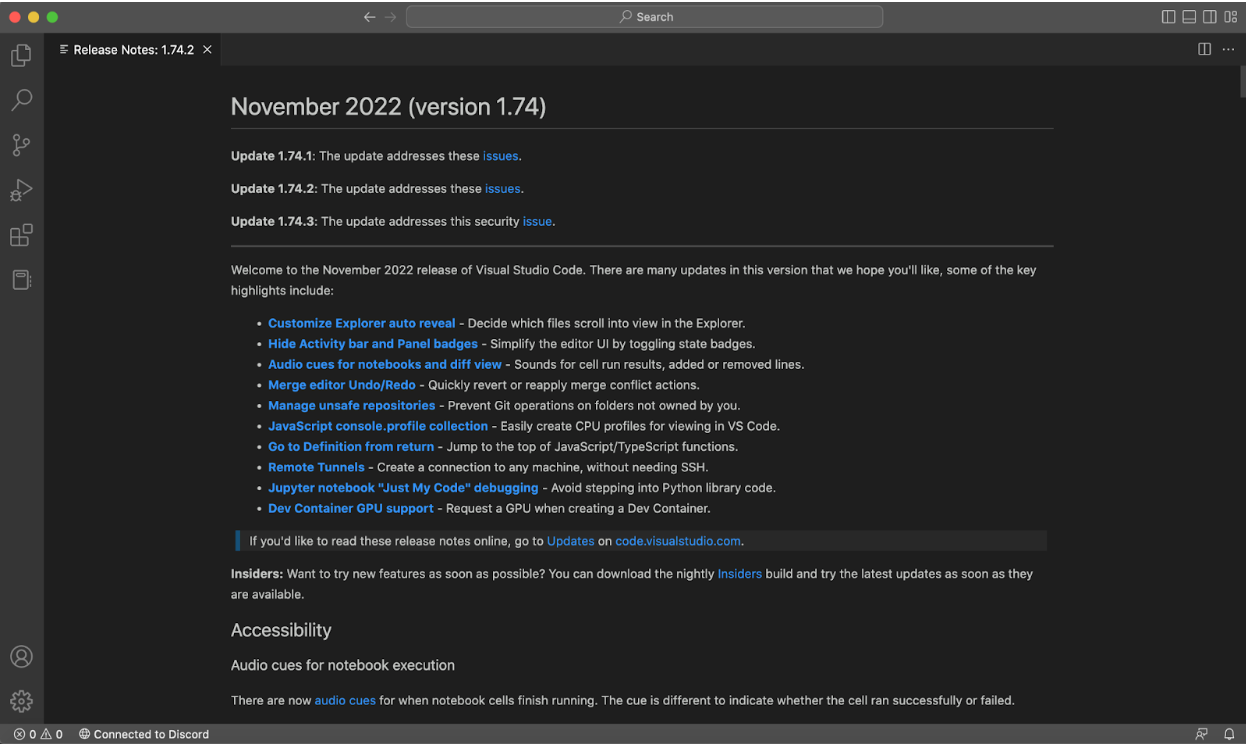 Search
Release Notes: 1.74.2
November 2022 (version 1.74)
Update 1.74.1: The update addresses these issues.
Update 1.74.2: The update addresses these issues.
Update 1.74.3: The update addresses this security issue.
Welcome to the November 2022 release of Visual Studio Code. There are many updates in this version that we hope you'll like, some of the key
highlights include:
• Customize Explorer auto reveal - Decide which files scroll into view in the Explorer.
• Hide Activity bar and Panel badges - Simplify the editor UI by toggling state badges.
• Audio cues for notebooks and diff view - Sounds for cell run results, added or removed lines.
• Merge editor Undo/Redo - Quickly revert or reapply merge conflict actions.
• Manage unsafe repositories - Prevent Git operations on folders not owned by you.
• JavaScript console.profile collection - Easily create CPU profiles for viewing in VS Code.
• Go to Definition from return - Jump to the top of JavaScript/TypeScript functions.
• Remote Tunnels - Create a connection to any machine, without needing SSH.
• Jupyter notebook "Just My Code" debugging - Avoid stepping into Python library code.
• Dev Container GPU support - Request a GPU when creating a Dev Container.
If you'd like to read these release notes online, go to Updates on code.visualstudio.com.
Insiders: Want to try new features as soon as possible? You can download the nightly Insiders build and try the latest updates as soon as they
are available.
Accessibility
Audio cues for notebook execution
There are now audio cues for when notebook cells finish running. The cue is different to indicate whether the cell ran successfully or failed.
0 0 Connected to Discord